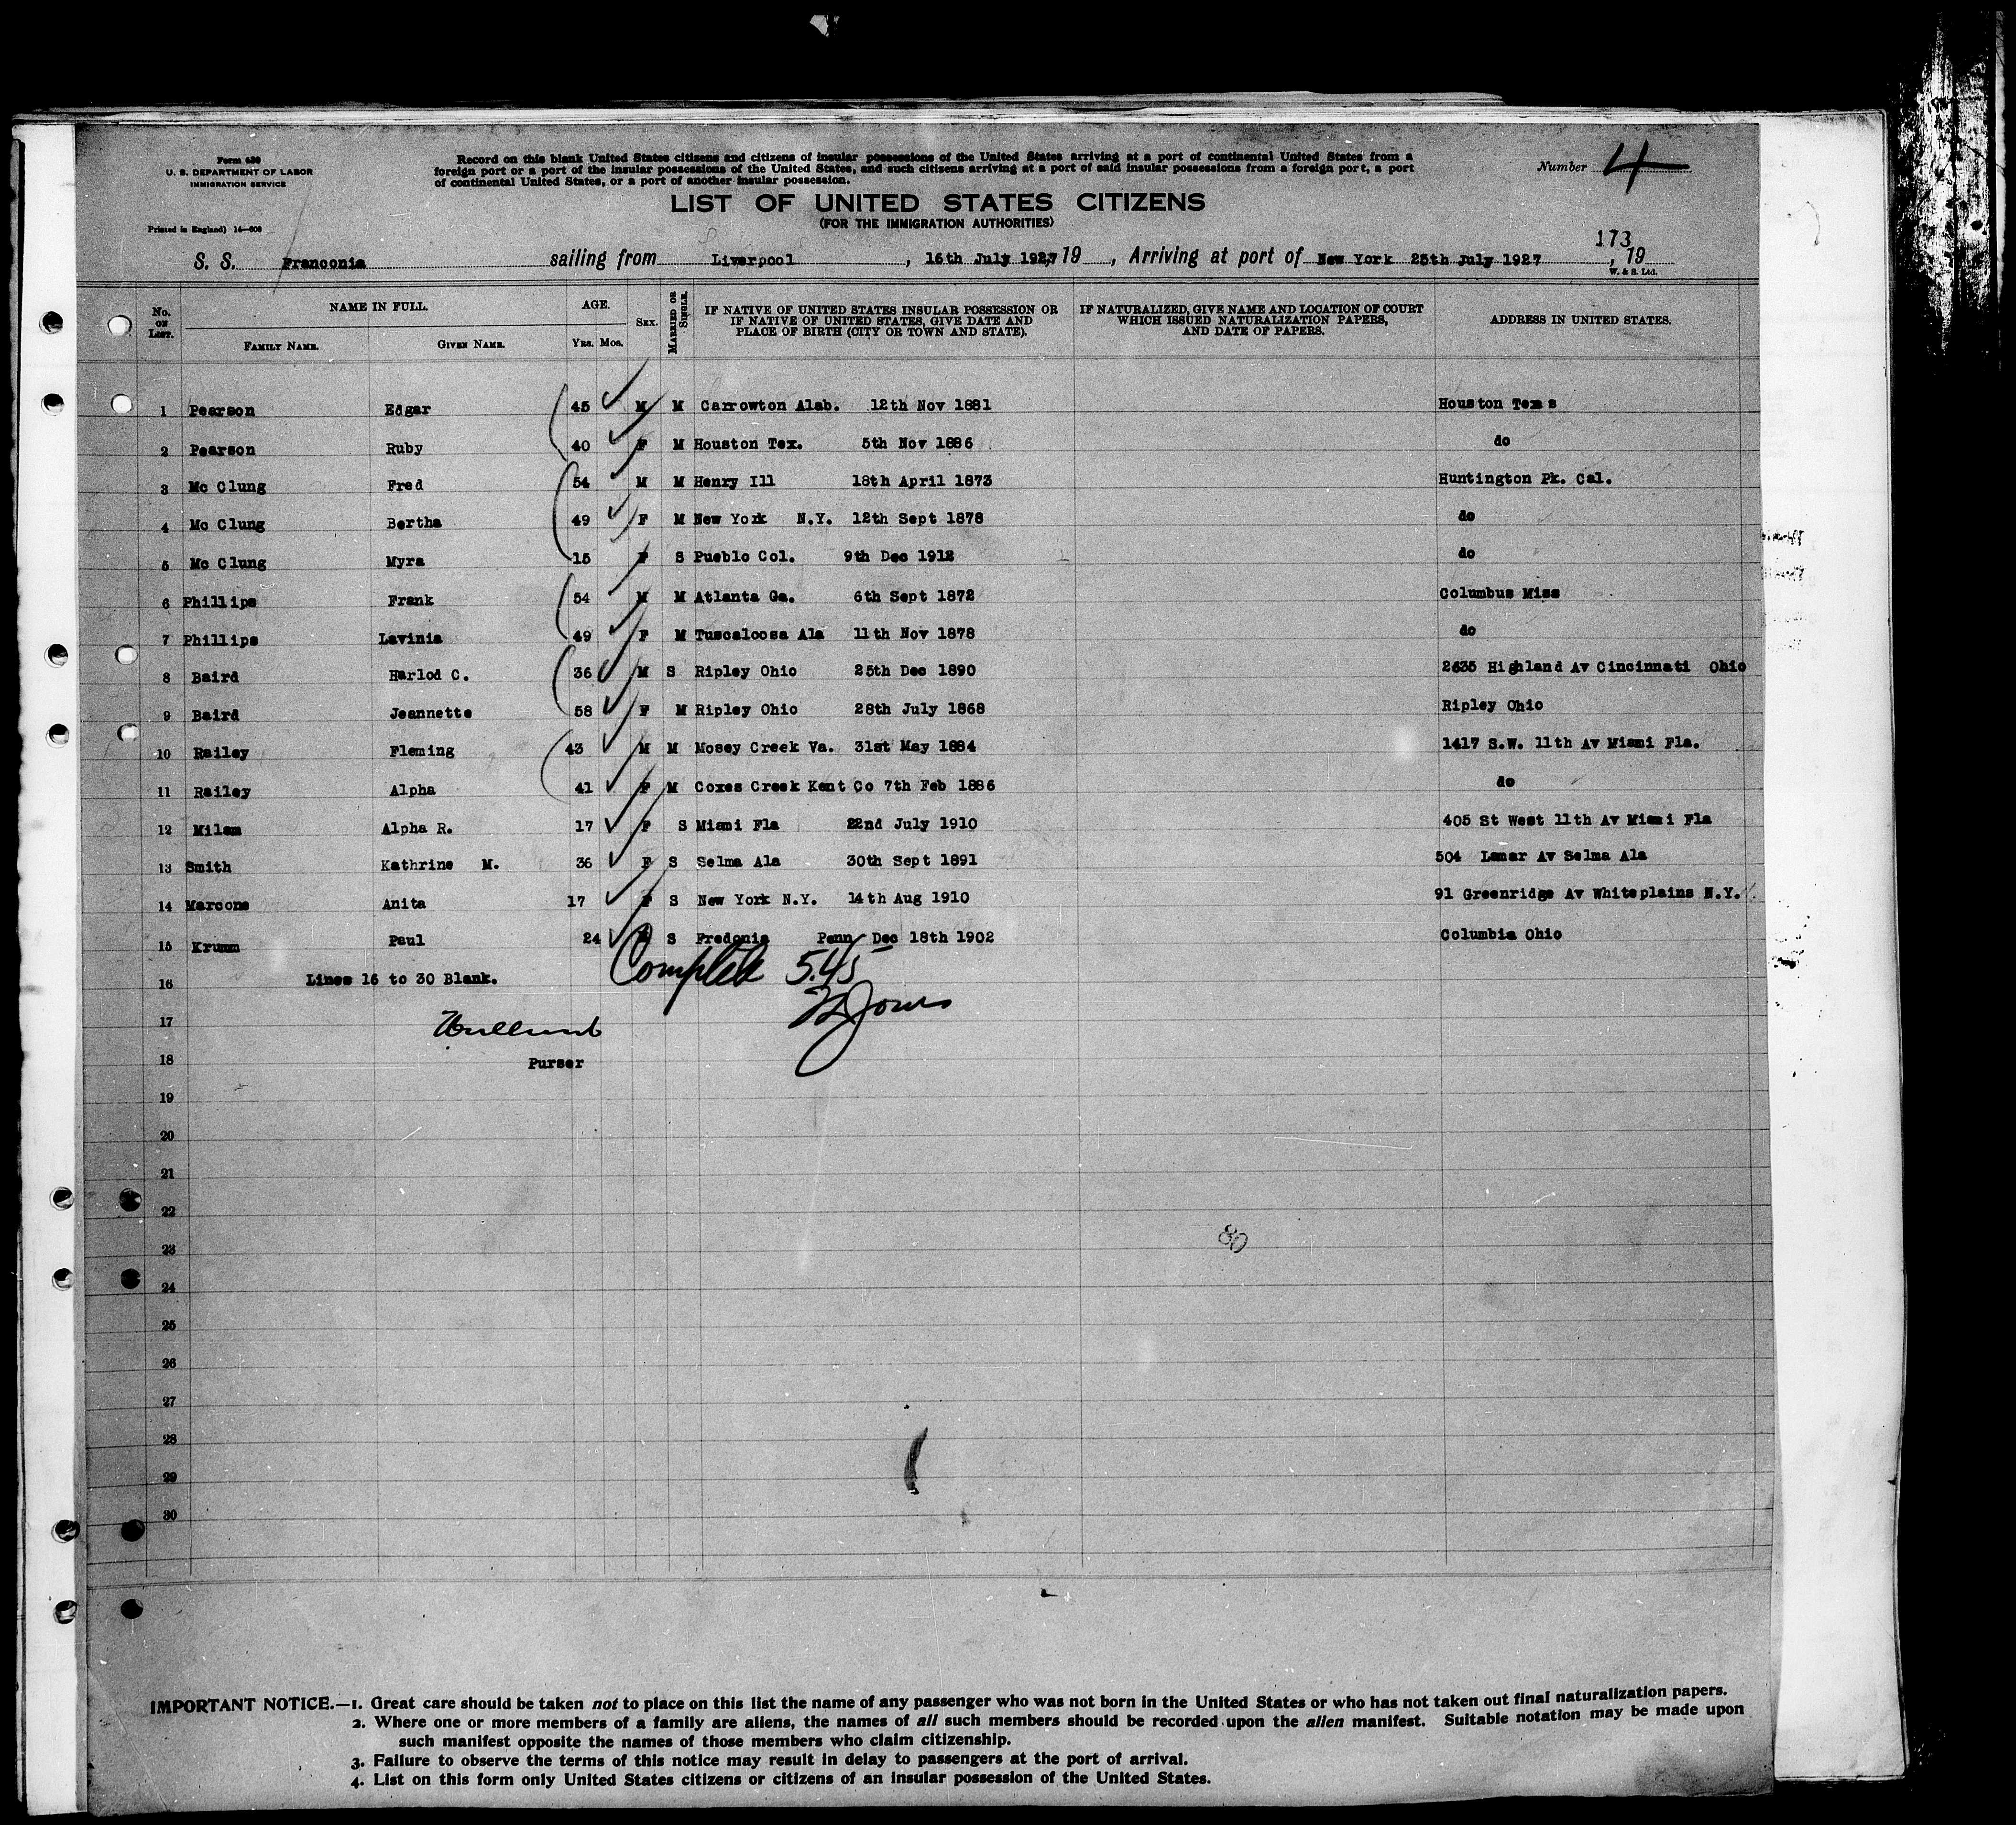 Form 630
U. S. DEPARTMENT OF LABOR
IMMIGRATION SERVICE
Printed in England) 14—608
Record on this blank United States citizens and citizens of insular possessions of the United States arriving at a port of continental United States from a
foreign port or a port of the insular possessions of the United States, and such citizens arriving at a port of said insular possessions from a foreign port, a port
of continental United States, or a port of another insular possession.
Number 4
LIST OF UNITED STATES CITIZENS
(FOR THE IMMIGRATION AUTHORITIES)
173
S. S. Franconia sailing from Liverpool , 16th July 1927, 19 , Arriving at port of New York 25th July 1927 , 19
W. & S. Ltd.
No. ON LIST. NAME IN FULL. FAMILY NAME. GIVEN NAME. AGE. YRS. MOS. SEX. MARRIED OR SINGLE. IF NATIVE OF UNITED STATES INSULAR POSSESSION OR IF NATIVE OF UNITED STATES, GIVE DATE AND PLACE OF BIRTH (CITY OR TOWN AND STATE). IF NATURALIZED, GIVE NAME AND LOCATION OF COURT WHICH ISSUED NATURALIZATION PAPERS, AND DATE OF PAPERS. ADDRESS IN UNITED STATES.
1 Pearson Edgar 45 M M Carrowton Alab. 12th Nov 1881 Houston Texas
2 Pearson Ruby 40 F M Houston Tex. 5th Nov 1886 do
3 Mc Clung Fred 54 M M Henry Ill 18th April 1873 Huntington Pk. Cal.
4 Mc Clung Bertha 49 F M New York N.Y. 12th Sept 1878 do
5 Mc Clung Myra 15 F S Pueblo Col. 9th Dec 1912 do
6 Phillips Frank 54 M M Atlanta Ga. 6th Sept 1872 Columbus Miss
7 Phillips Lavinia 49 F M Tuscaloosa Ala 11th Nov 1878 do
8 Baird Harlod C. 36 M S Ripley Ohio 25th Dec 1890 2635 Highland Av Cincinnati Ohio
9 Baird Jeannette 58 F M Ripley Ohio 28th July 1868 Ripley Ohio
10 Railey Fleming 43 M M Mosey Creek Va. 31st May 1884 1417 S.W. 11th Av Miami Fla.
11 Railey Alpha 41 F M Coxes Creek Kent Co 7th Feb 1886 do
12 Milam Alpha R. 17 F S Miami Fla 22nd July 1910 405 St West 11th Av Miami Fla
13 Smith Kathrine M. 36 F S Selma Ala 30th Sept 1891 504 Lamar Av Selma Ala
14 Marcone Anita 17 F S New York N.Y. 14th Aug 1910 91 Greenridge Av Whiteplains N.Y.
15 Krumm Paul 24 S Fredonia Penn Dec 18th 1902 Columbia Ohio
16 Lines 16 to 30 Blank. Complete 5.45
Jones
17
18 Purser
19
20
21
22
23 80
24
25
26
27
28
29
30
IMPORTANT NOTICE.—1. Great care should be taken not to place on this list the name of any passenger who was not born in the United States or who has not taken out final naturalization papers.
2. Where one or more members of a family are aliens, the names of all such members should be recorded upon the alien manifest. Suitable notation may be made upon
such manifest opposite the names of those members who claim citizenship.
3. Failure to observe the terms of this notice may result in delay to passengers at the port of arrival.
4. List on this form only United States citizens or citizens of an insular possession of the United States.